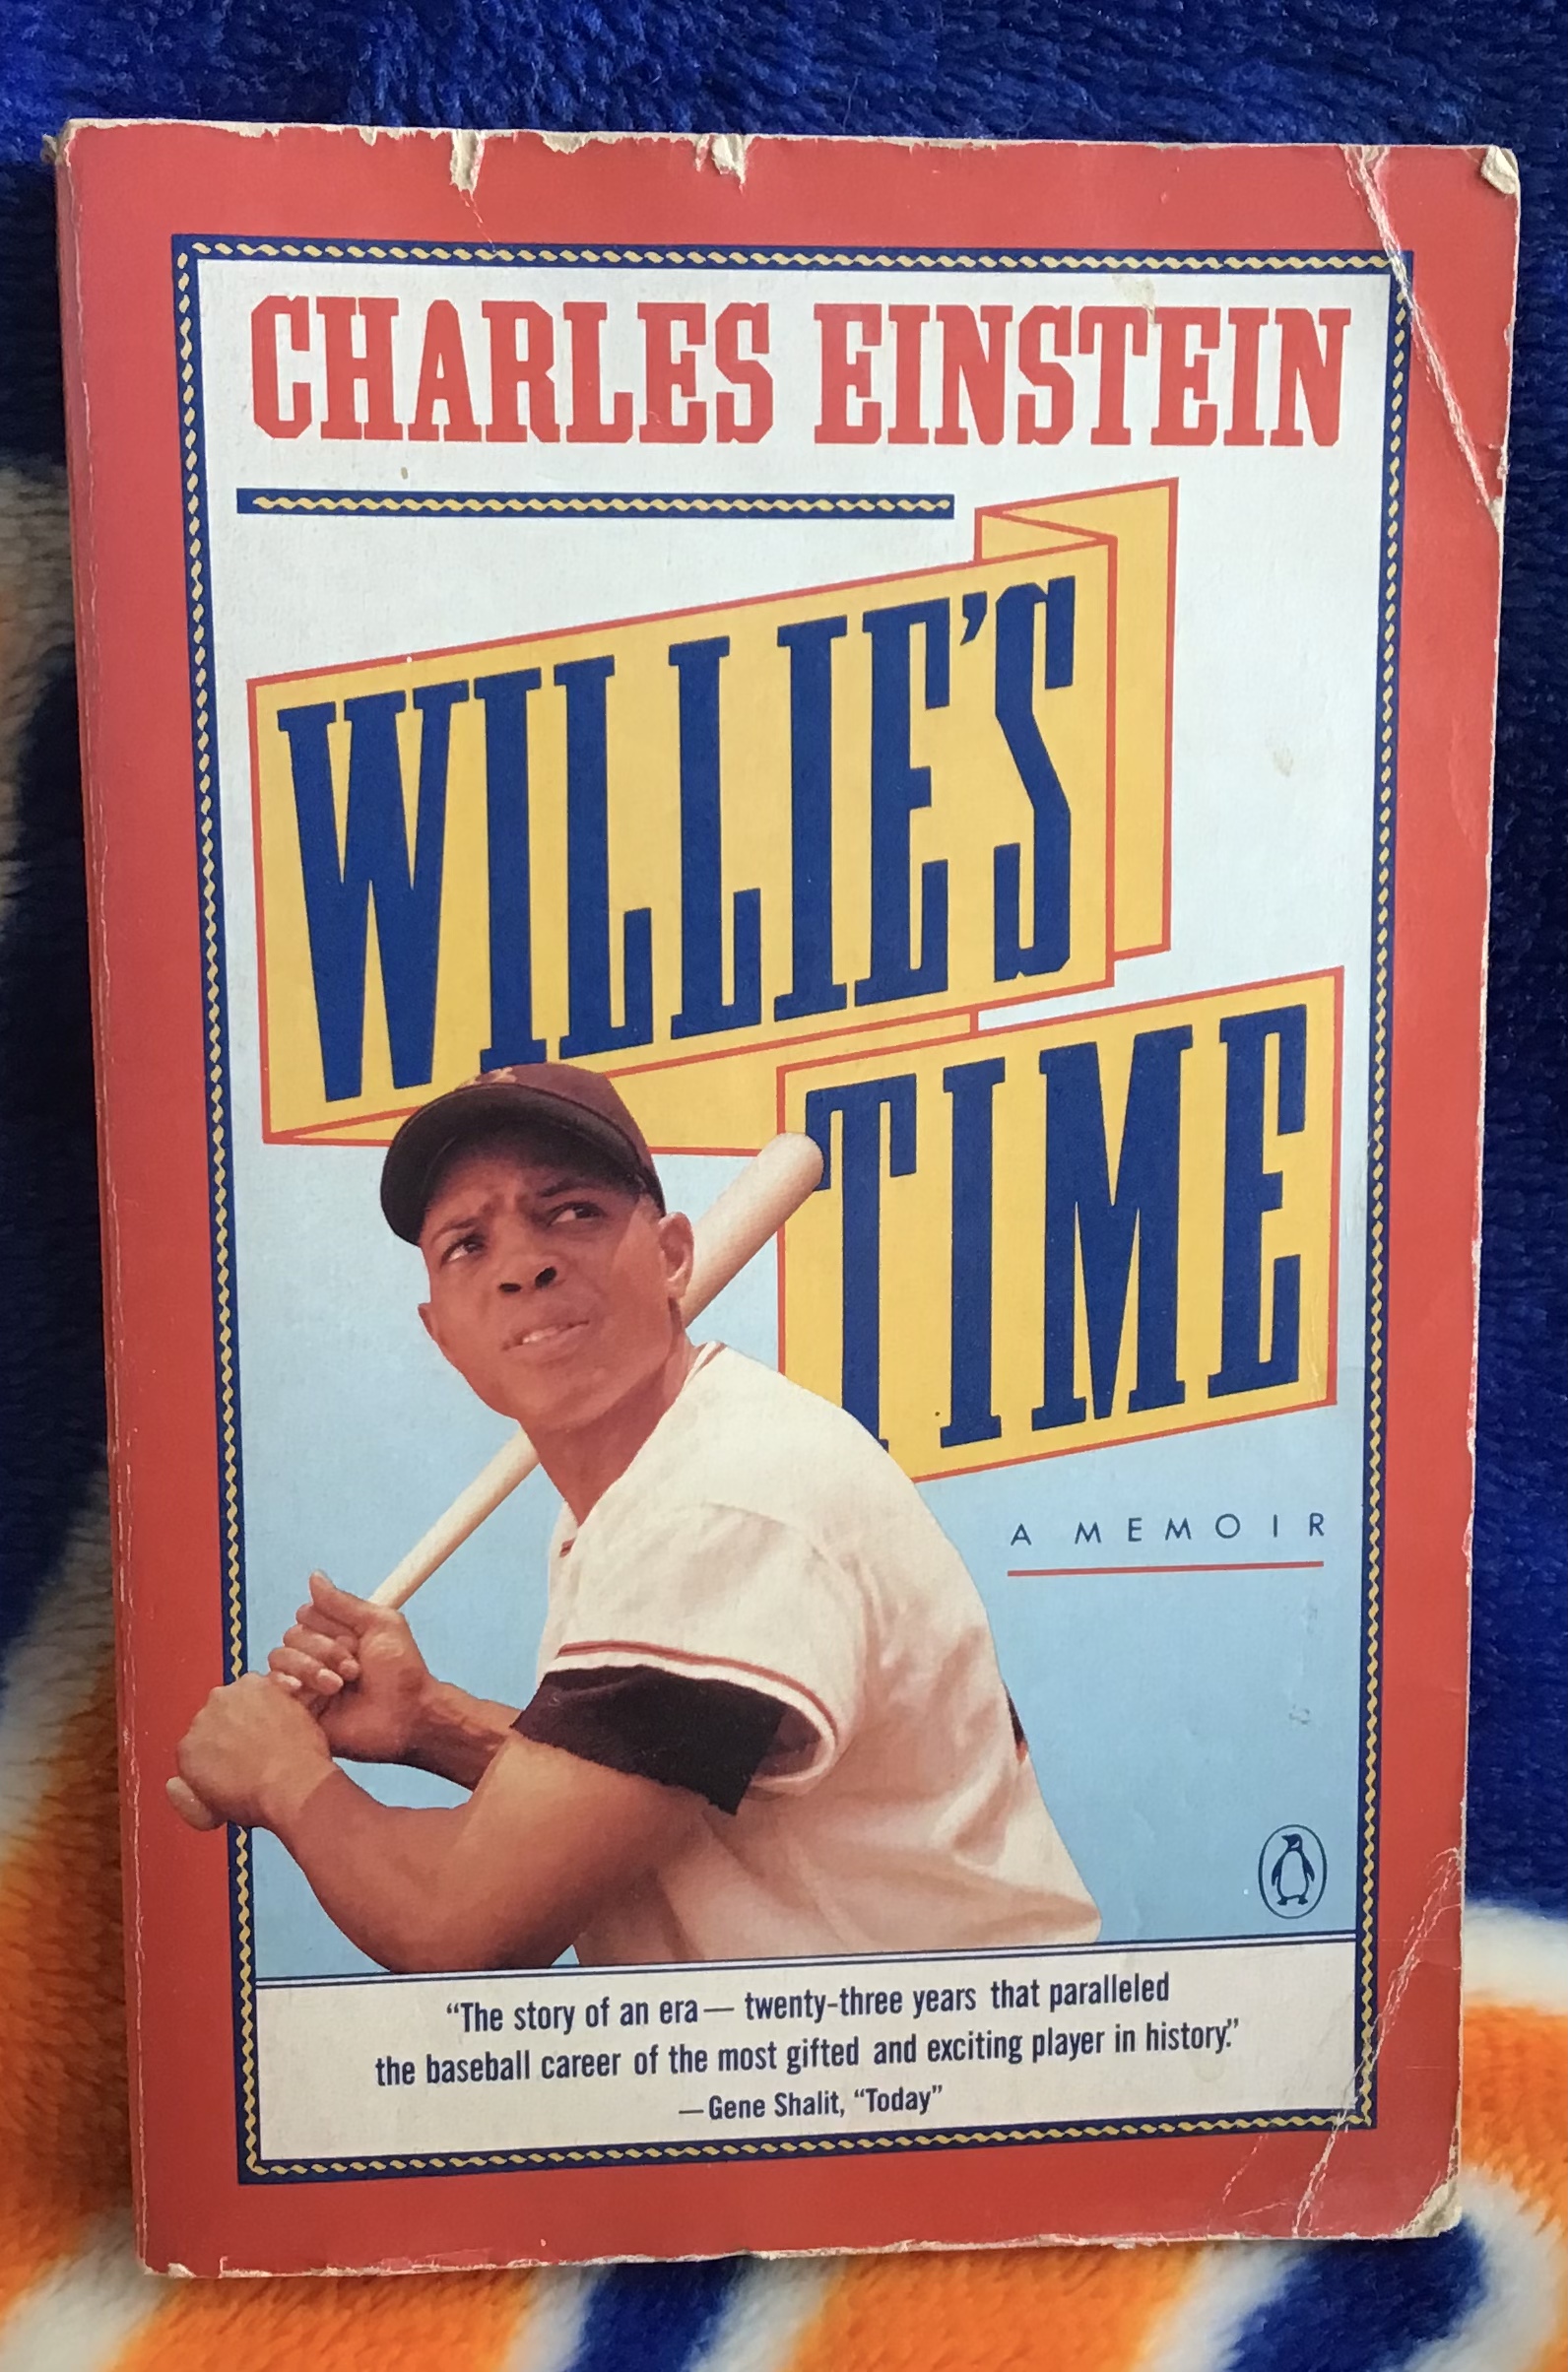 CHARLES EINSTEIN
WILLIE'S
TIME
A MEMOIR
“The story of an era— twenty-three years that paralleled
the baseball career of the most gifted and exciting player in history.”
—Gene Shalit, “Today”